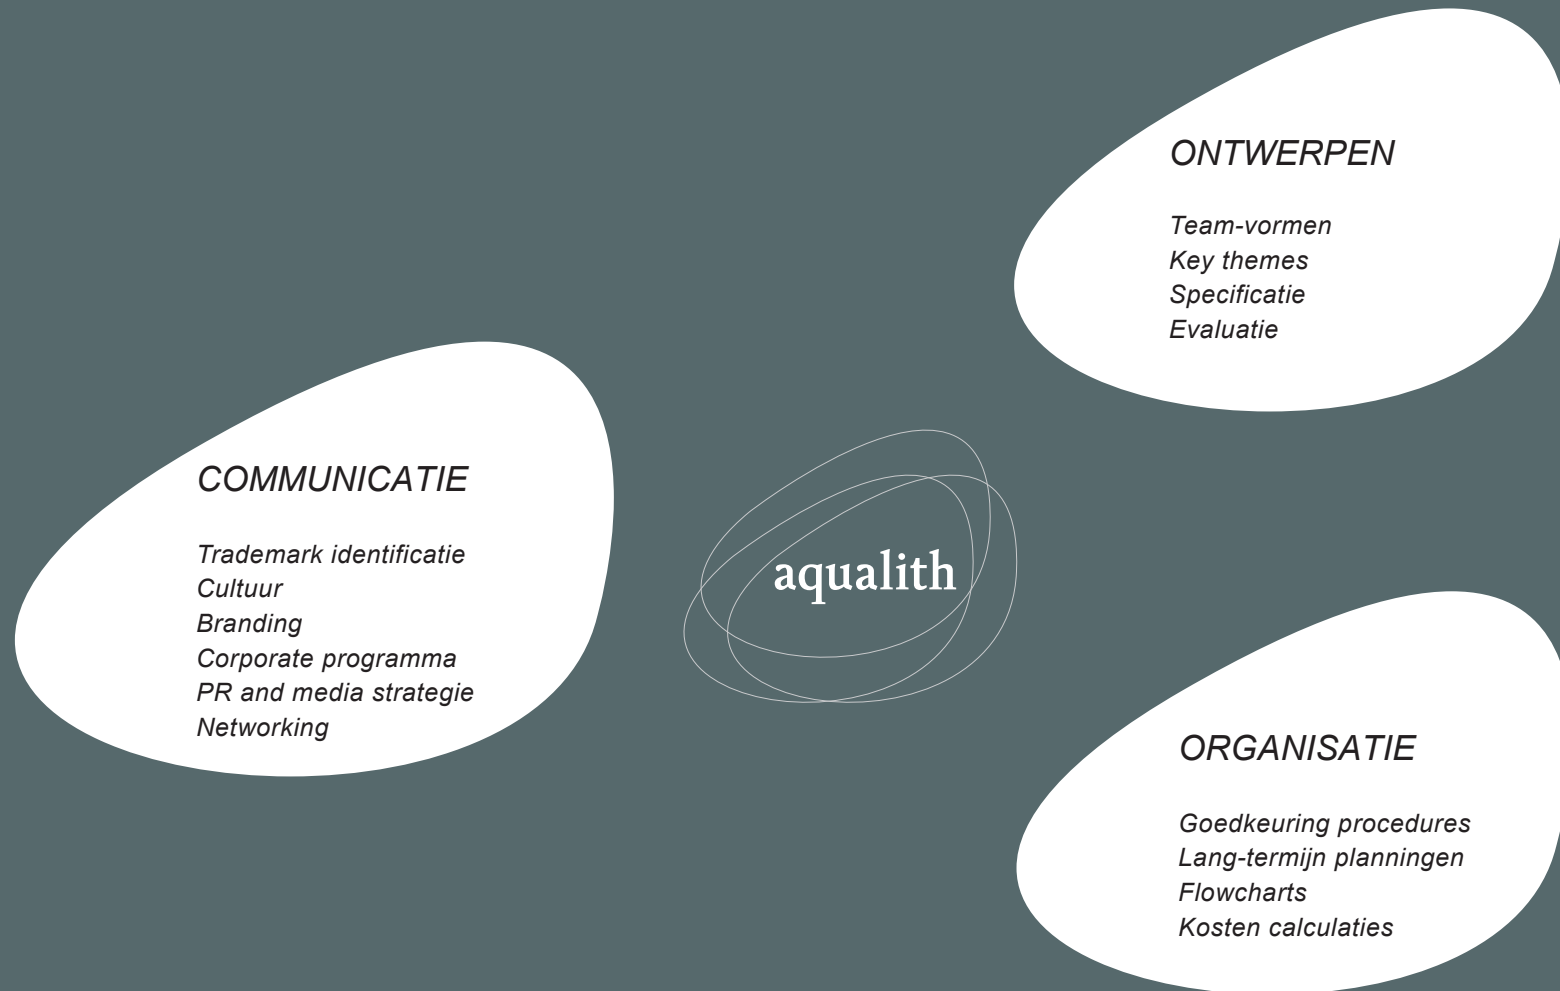 ONTWERPEN
Team-vormen
Key themes
Specificatie
Evaluatie
COMMUNICATIE
Trademark identificatie
Cultuur
Branding
Corporate programma
PR and media strategie
Networking
aqualith
ORGANISATIE
Goedkeuring procedures
Lang-termijn planningen
Flowcharts
Kosten calculaties